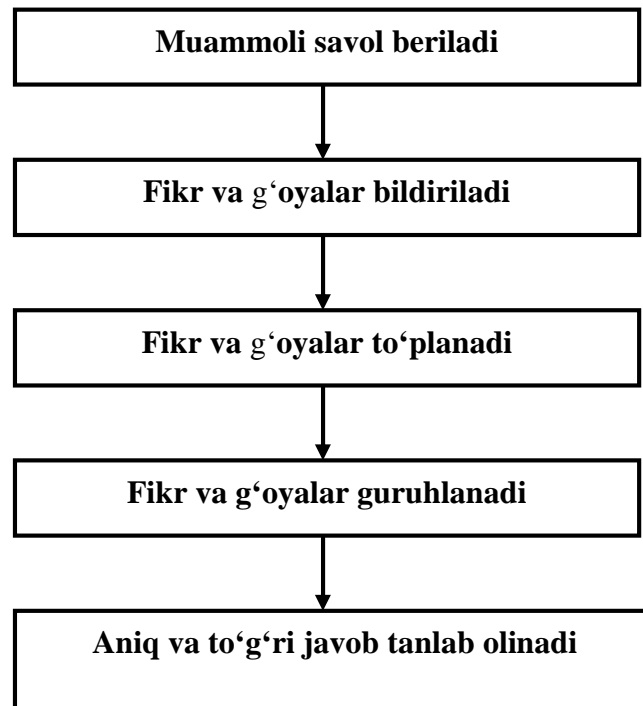 Muammoli savol beriladi
Fikr va g‘oyalar bildiriladi
Fikr va g‘oyalar to‘planadi
Fikr va g‘oyalar guruhlanadi
Aniq va to‘g‘ri javob tanlab olinadi